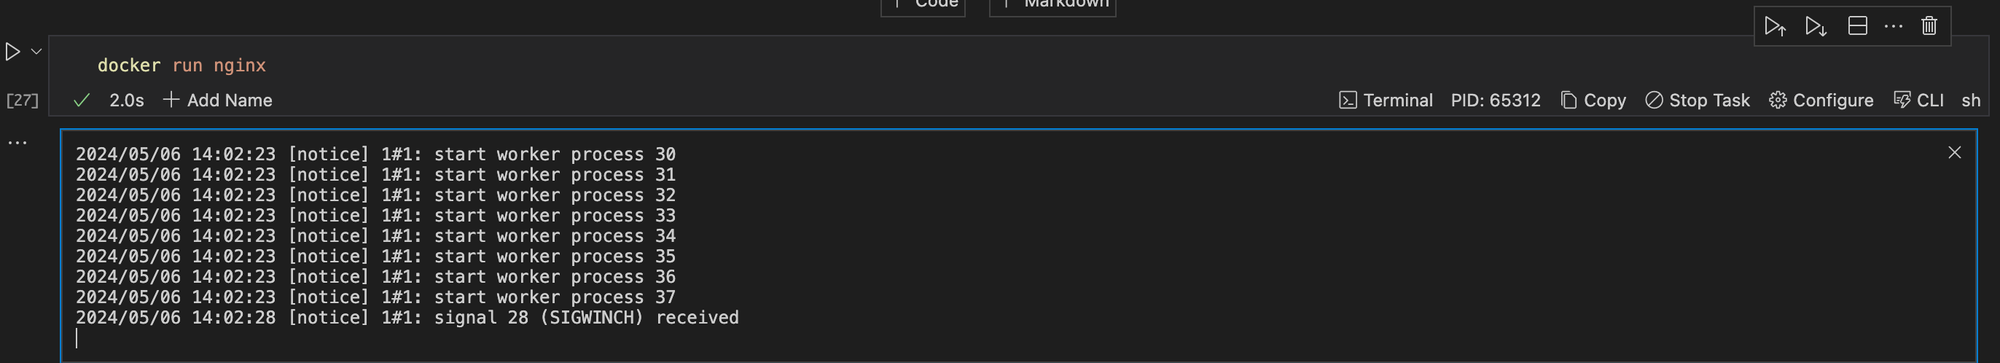 Code Markdown
docker run nginx
[27] 2.0s Add Name Terminal PID: 65312 Copy Stop Task Configure CLI sh
2024/05/06 14:02:23 [notice] 1#1: start worker process 30
2024/05/06 14:02:23 [notice] 1#1: start worker process 31
2024/05/06 14:02:23 [notice] 1#1: start worker process 32
2024/05/06 14:02:23 [notice] 1#1: start worker process 33
2024/05/06 14:02:23 [notice] 1#1: start worker process 34
2024/05/06 14:02:23 [notice] 1#1: start worker process 35
2024/05/06 14:02:23 [notice] 1#1: start worker process 36
2024/05/06 14:02:23 [notice] 1#1: start worker process 37
2024/05/06 14:02:28 [notice] 1#1: signal 28 (SIGWINCH) received